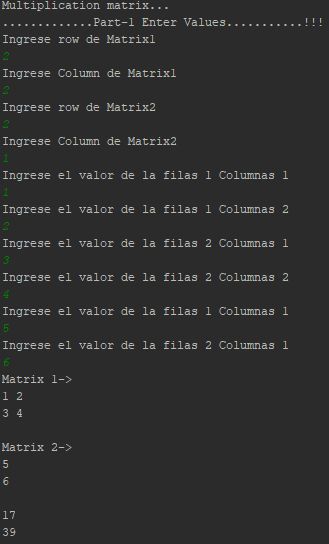 Multiplication matrix...
.............Part-1 Enter Values...........!!!
Ingrese row de Matrix1
2
Ingrese Column de Matrix1
2
Ingrese row de Matrix2
2
Ingrese Column de Matrix2
1
Ingrese el valor de la filas 1 Columnas 1
1
Ingrese el valor de la filas 1 Columnas 2
2
Ingrese el valor de la filas 2 Columnas 1
3
Ingrese el valor de la filas 2 Columnas 2
4
Ingrese el valor de la filas 1 Columnas 1
5
Ingrese el valor de la filas 2 Columnas 1
6
Matrix 1->
1 2
3 4
Matrix 2->
5
6
17
39